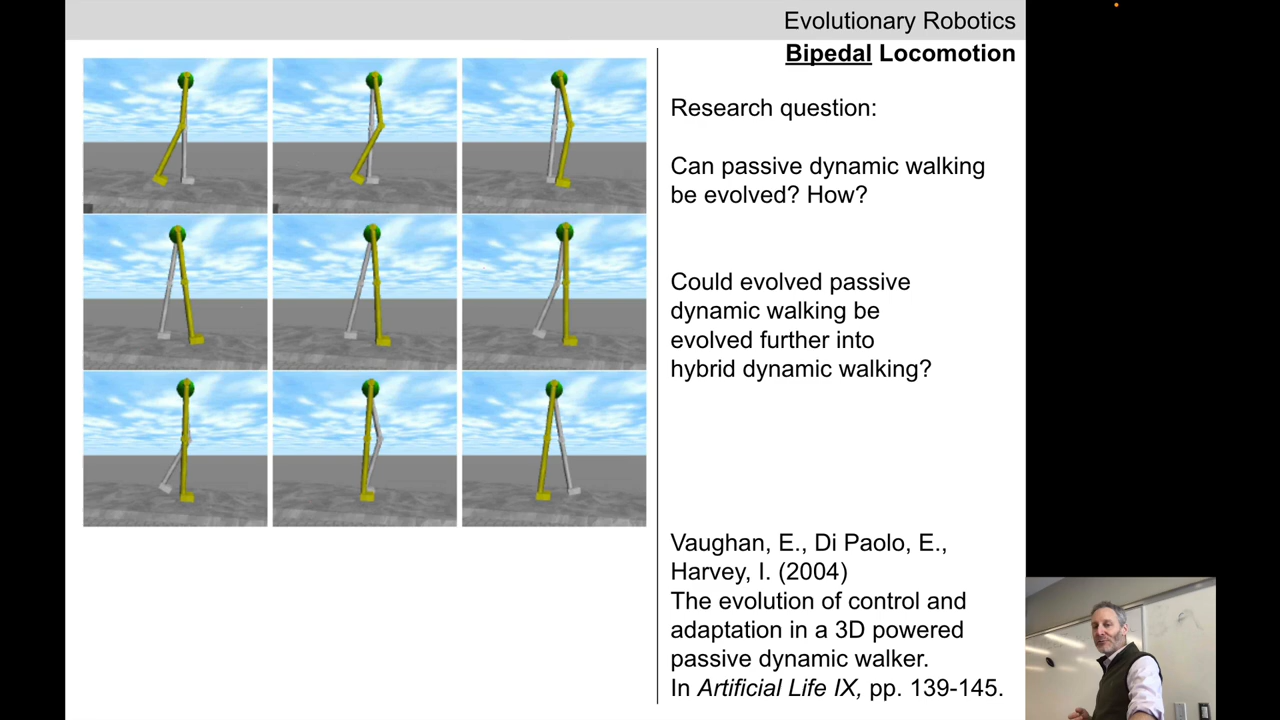 Evolutionary Robotics
Bipedal Locomotion
Research question:
Can passive dynamic walking
be evolved? How?
Could evolved passive
dynamic walking be
evolved further into
hybrid dynamic walking?
Vaughan, E., Di Paolo, E.,
Harvey, I. (2004)
The evolution of control and
adaptation in a 3D powered
passive dynamic walker.
In Artificial Life IX, pp. 139-145.